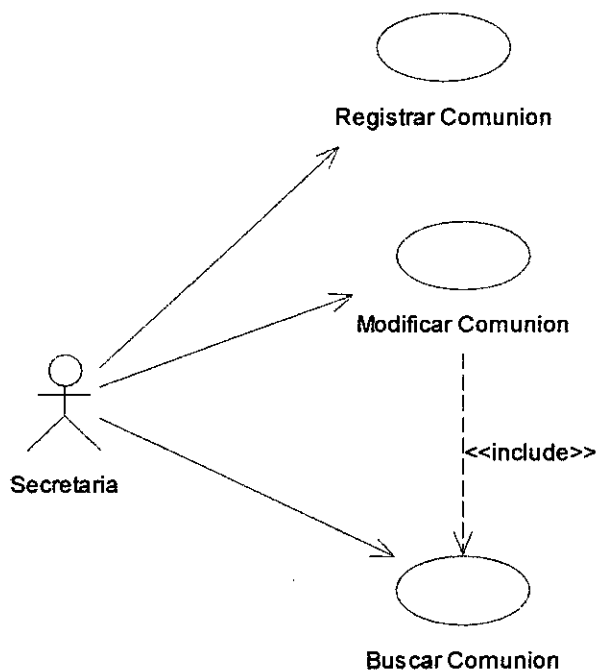 Registrar Comunion
Modificar Comunion
<<include>>
Secretaria
Buscar Comunion